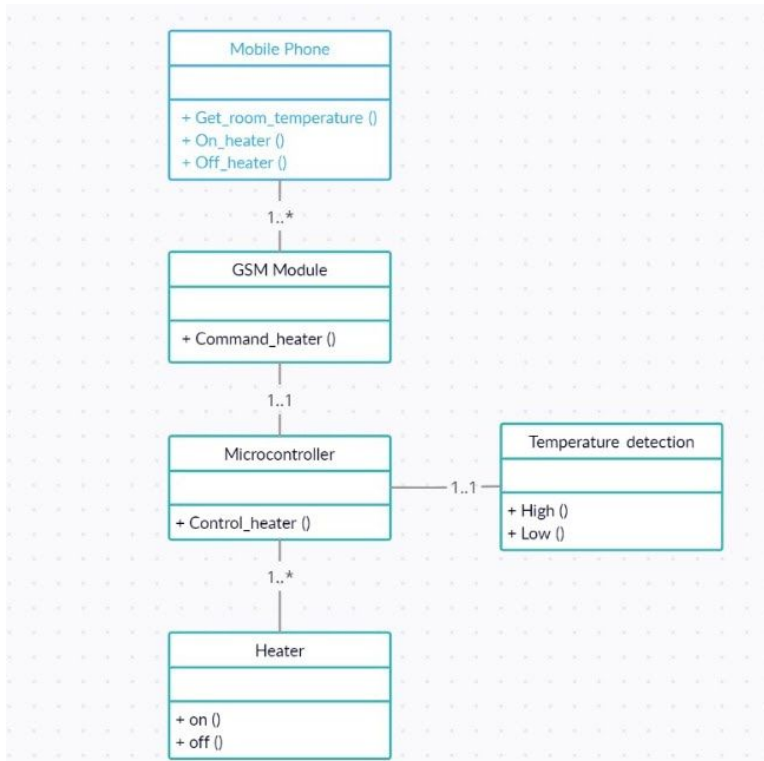 Mobile Phone
+ Get_room_temperature ()
+ On_heater ()
+ Off_heater ()
1..*
GSM Module
+ Command_heater ()
1..1
Microcontroller
+ Control_heater ()
1..1
Temperature detection
+ High ()
+ Low ()
1..*
Heater
+ on ()
+ off ()